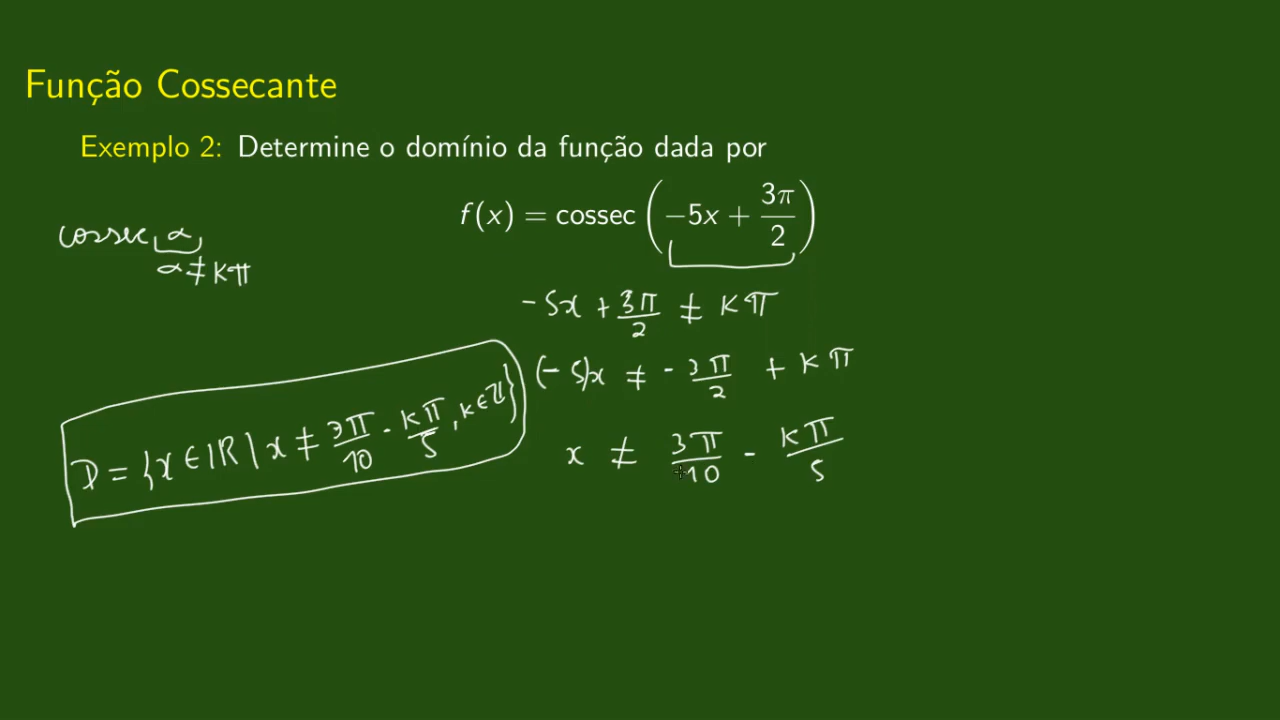 Função Cossecante
Exemplo 2: Determine o domínio da função dada por
f(x) = cossec (−5x + 3π/2)
cossec α
α ≠ kπ
-5x + 3π/2 ≠ kπ
(-5)x ≠ - 3π/2 + kπ
x ≠ 3π/10 - kπ/5
D = {x ∈ IR | x ≠ 3π/10 - kπ/5, k ∈ ℤ}